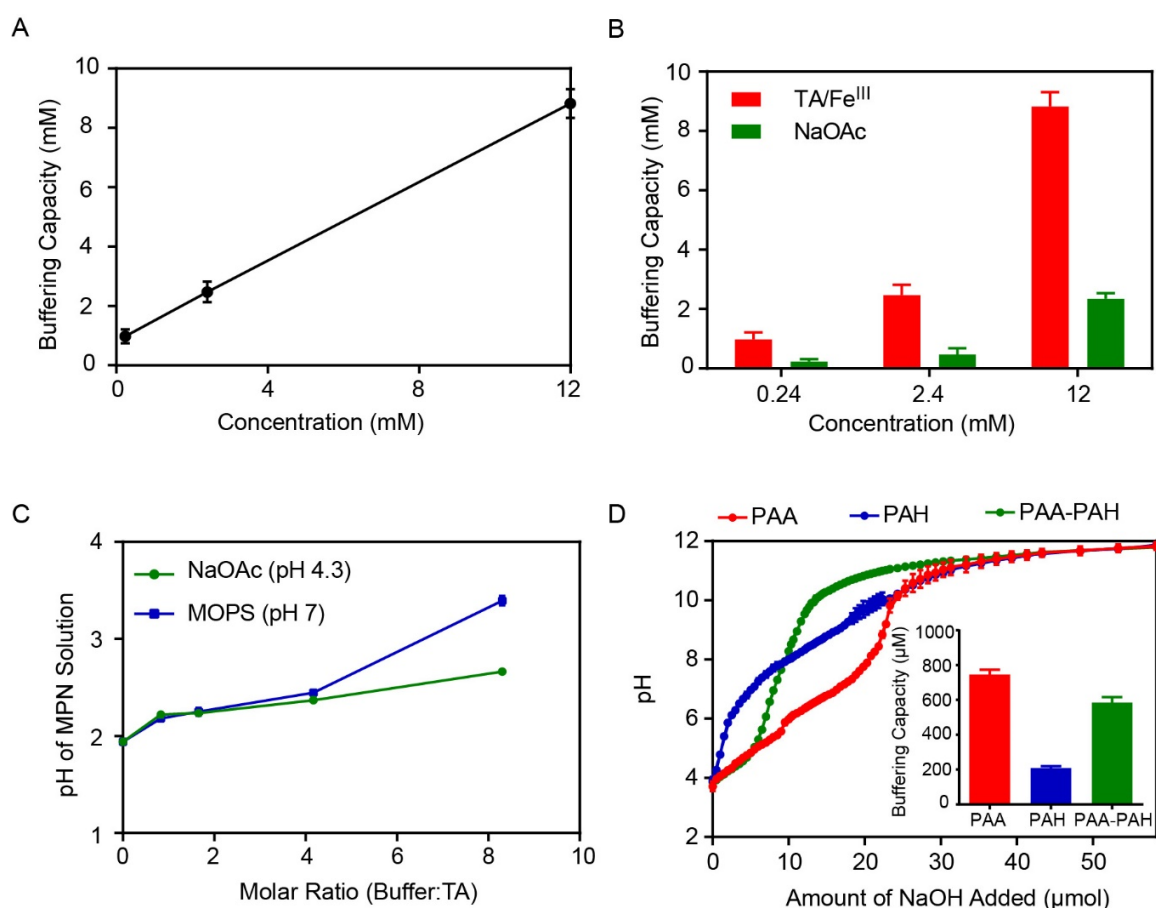 A
Buffering Capacity (mM)
10
8
6
4
2
0
0
4
8
12
Concentration (mM)
B
Buffering Capacity (mM)
10
8
6
4
2
0
TA/Feᴵᴵᴵ
NaOAc
0.24
2.4
12
Concentration (mM)
C
pH of MPN Solution
4
3
2
1
NaOAc (pH 4.3)
MOPS (pH 7)
0
2
4
6
8
10
Molar Ratio (Buffer:TA)
D
PAA
PAH
PAA-PAH
pH
12
10
8
6
4
2
0
10
20
30
40
50
Amount of NaOH Added (μmol)
Buffering Capacity (μM)
1000
800
600
400
200
0
PAA
PAH
PAA-PAH